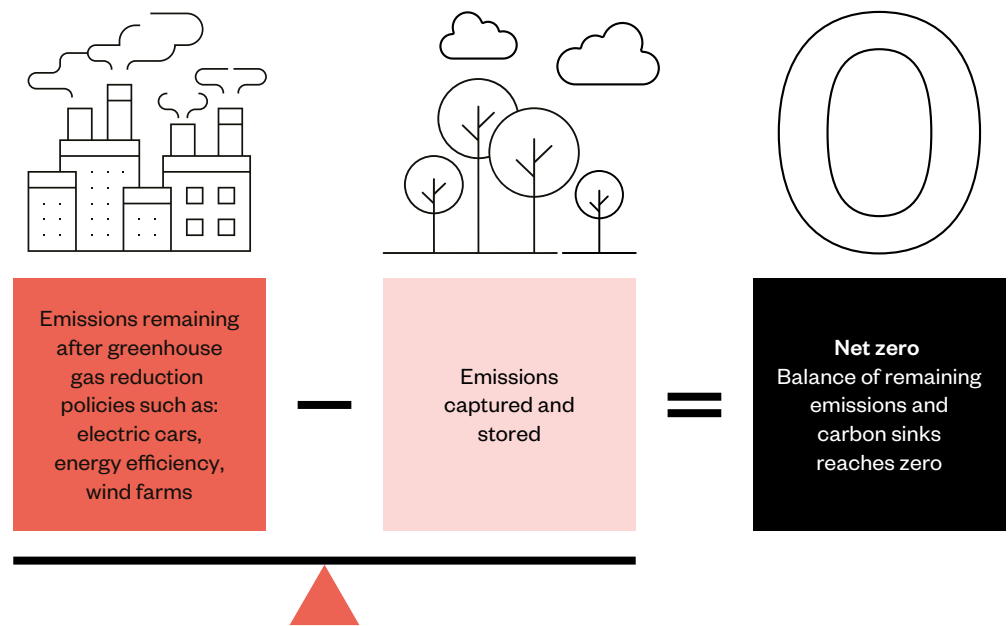 Emissions remaining
after greenhouse
gas reduction
policies such as:
electric cars,
energy efficiency,
wind farms
Emissions
captured and
stored
Net zero
Balance of remaining
emissions and
carbon sinks
reaches zero